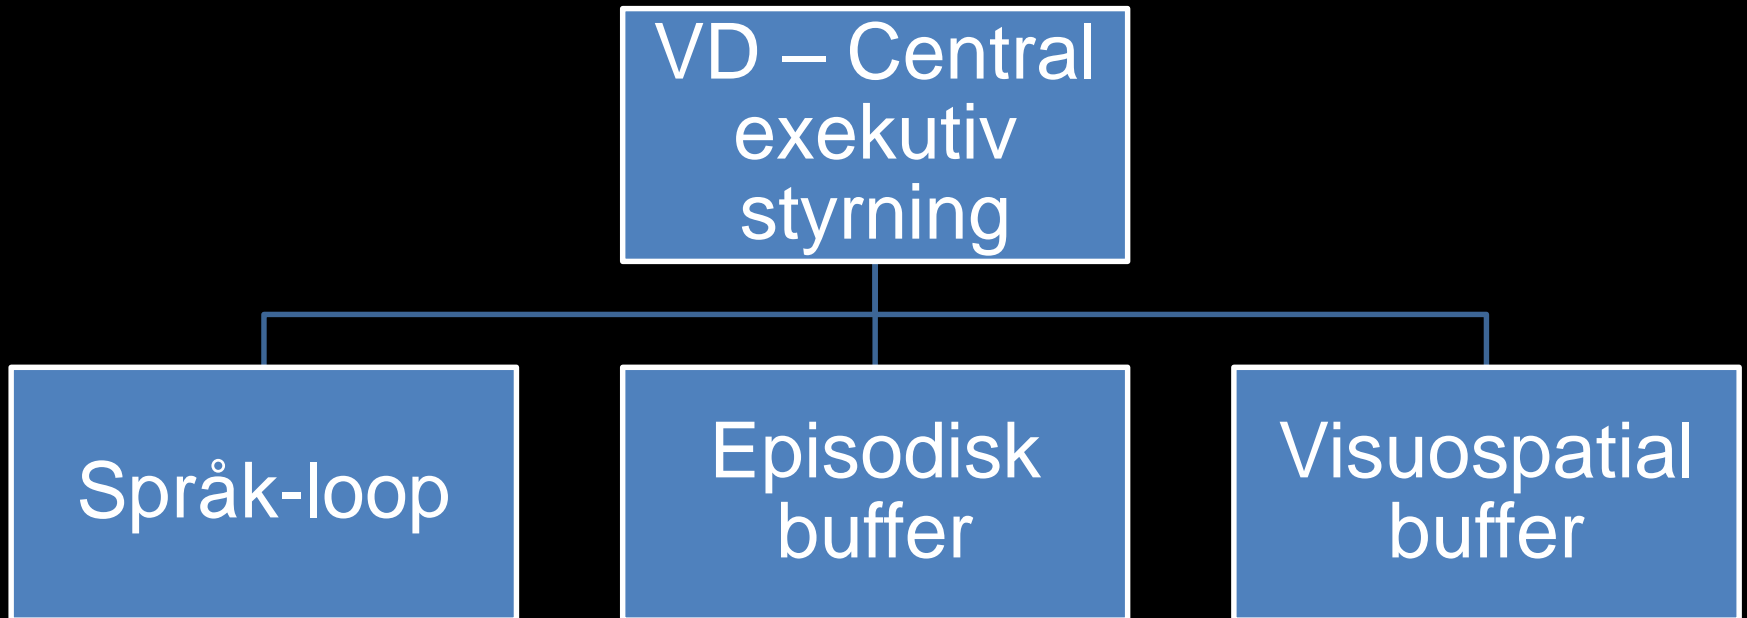 VD – Central
exekutiv
styrning
Språk-loop
Episodisk
buffer
Visuospatial
buffer